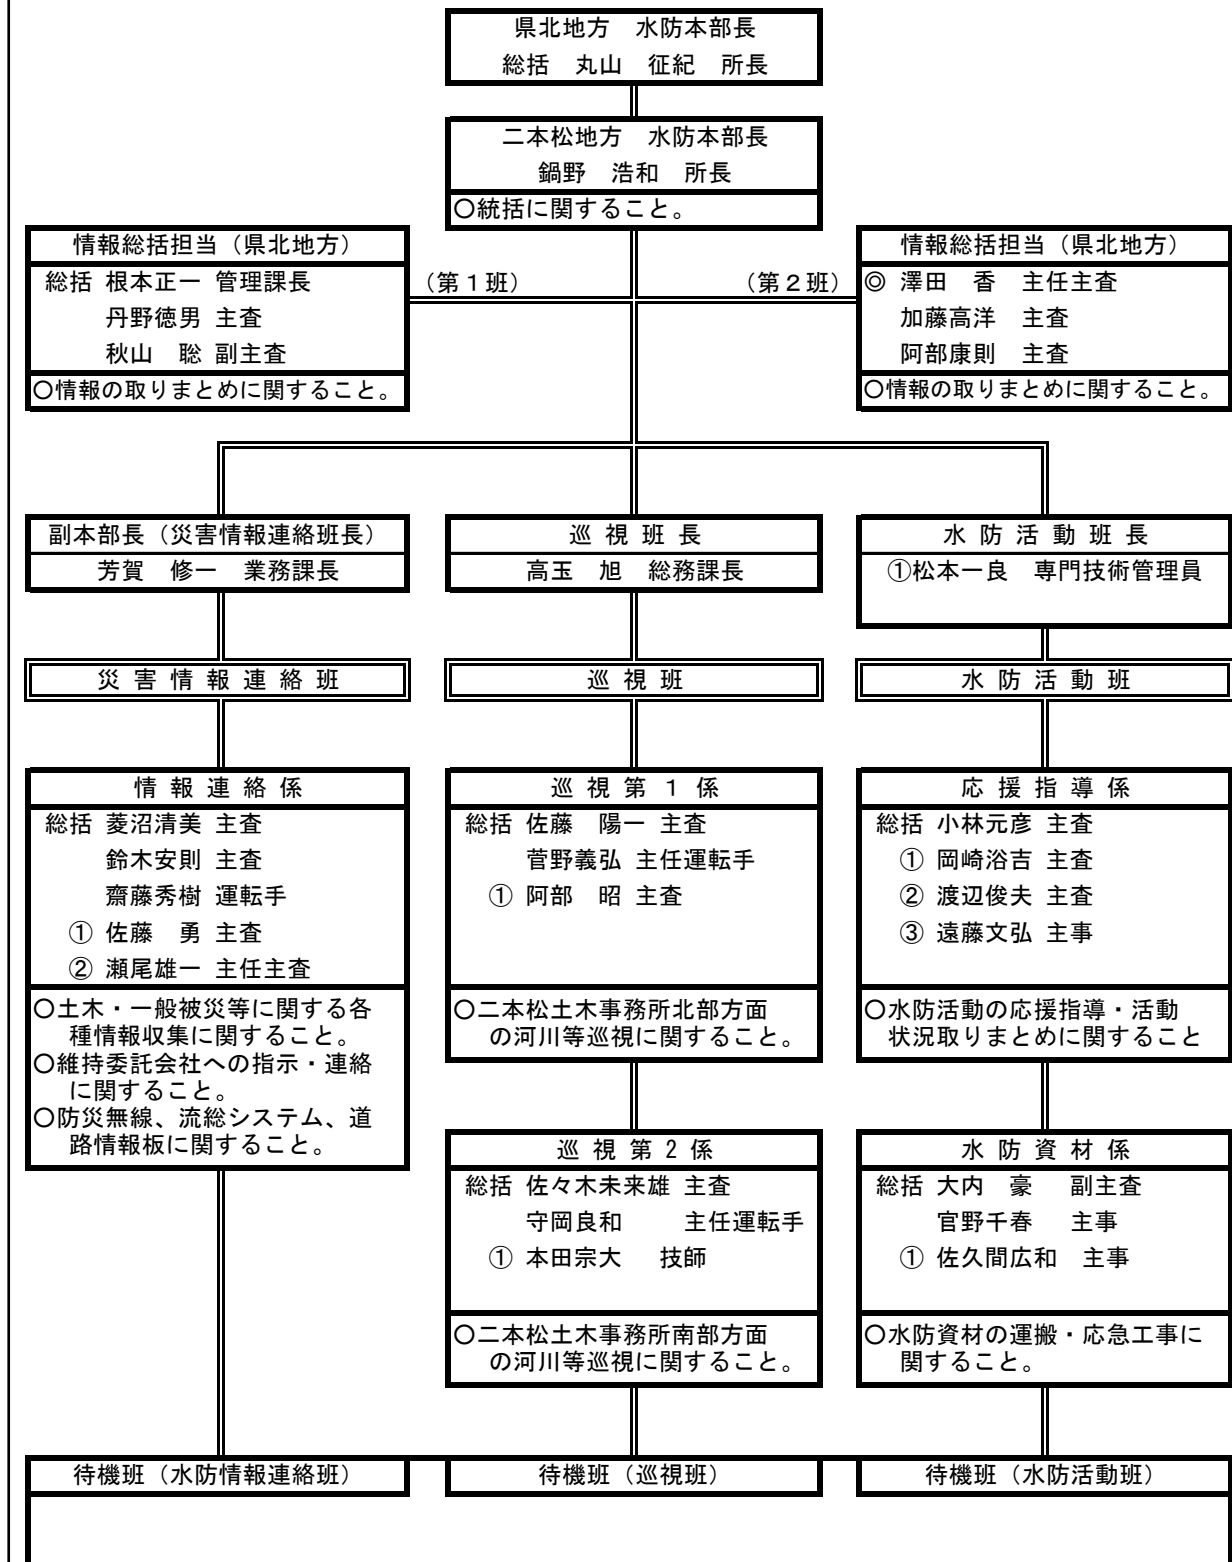 県北地方　水防本部長
総括　丸山　征紀　所長
二本松地方　水防本部長
鍋野　浩和　所長
○統括に関すること。
情報総括担当（県北地方）
総括 根本正一 管理課長
丹野徳男 主査
秋山　聡 副主査
○情報の取りまとめに関すること。
（第１班）
（第２班）
情報総括担当（県北地方）
◎ 澤田　香　主任主査
加藤高洋　主査
阿部康則　主査
○情報の取りまとめに関すること。
副本部長（災害情報連絡班長）
芳賀　修一　業務課長
巡 視 班 長
高玉　旭　総務課長
水 防 活 動 班 長
①松本一良　専門技術管理員
災 害 情 報 連 絡 班
巡 視 班
水 防 活 動 班
情 報 連 絡 係
総括 菱沼清美 主査
鈴木安則 主査
齋藤秀樹 運転手
① 佐藤　勇 主査
② 瀬尾雄一 主任主査
○土木・一般被災等に関する各
種情報収集に関すること。
○維持委託会社への指示・連絡
に関すること。
○防災無線、流総システム、道
路情報板に関すること。
巡 視 第 1 係
総括 佐藤　陽一 主査
菅野義弘 主任運転手
① 阿部　昭 主査
○二本松土木事務所北部方面
の河川等巡視に関すること。
応 援 指 導 係
総括 小林元彦 主査
① 岡崎浴吉 主査
② 渡辺俊夫 主査
③ 遠藤文弘 主事
○水防活動の応援指導・活動
状況取りまとめに関すること
巡 視 第 2 係
総括 佐々木未来雄 主査
守岡良和　　主任運転手
① 本田宗大　技師
○二本松土木事務所南部方面
の河川等巡視に関すること。
水 防 資 材 係
総括 大内　豪　副主査
官野千春　主事
① 佐久間広和　主事
○水防資材の運搬・応急工事に
関すること。
待機班（水防情報連絡班）
待機班（巡視班）
待機班（水防活動班）